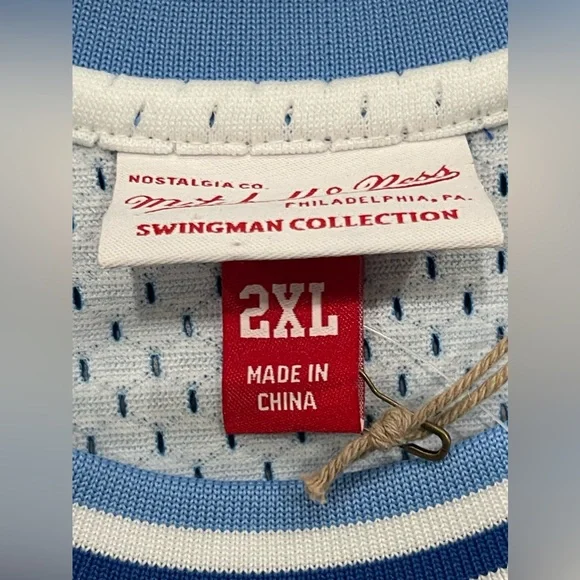 NOSTALGIA CO.
Mitchell & Ness
PHILADELPHIA, PA.
SWINGMAN COLLECTION
2XL
MADE IN
CHINA